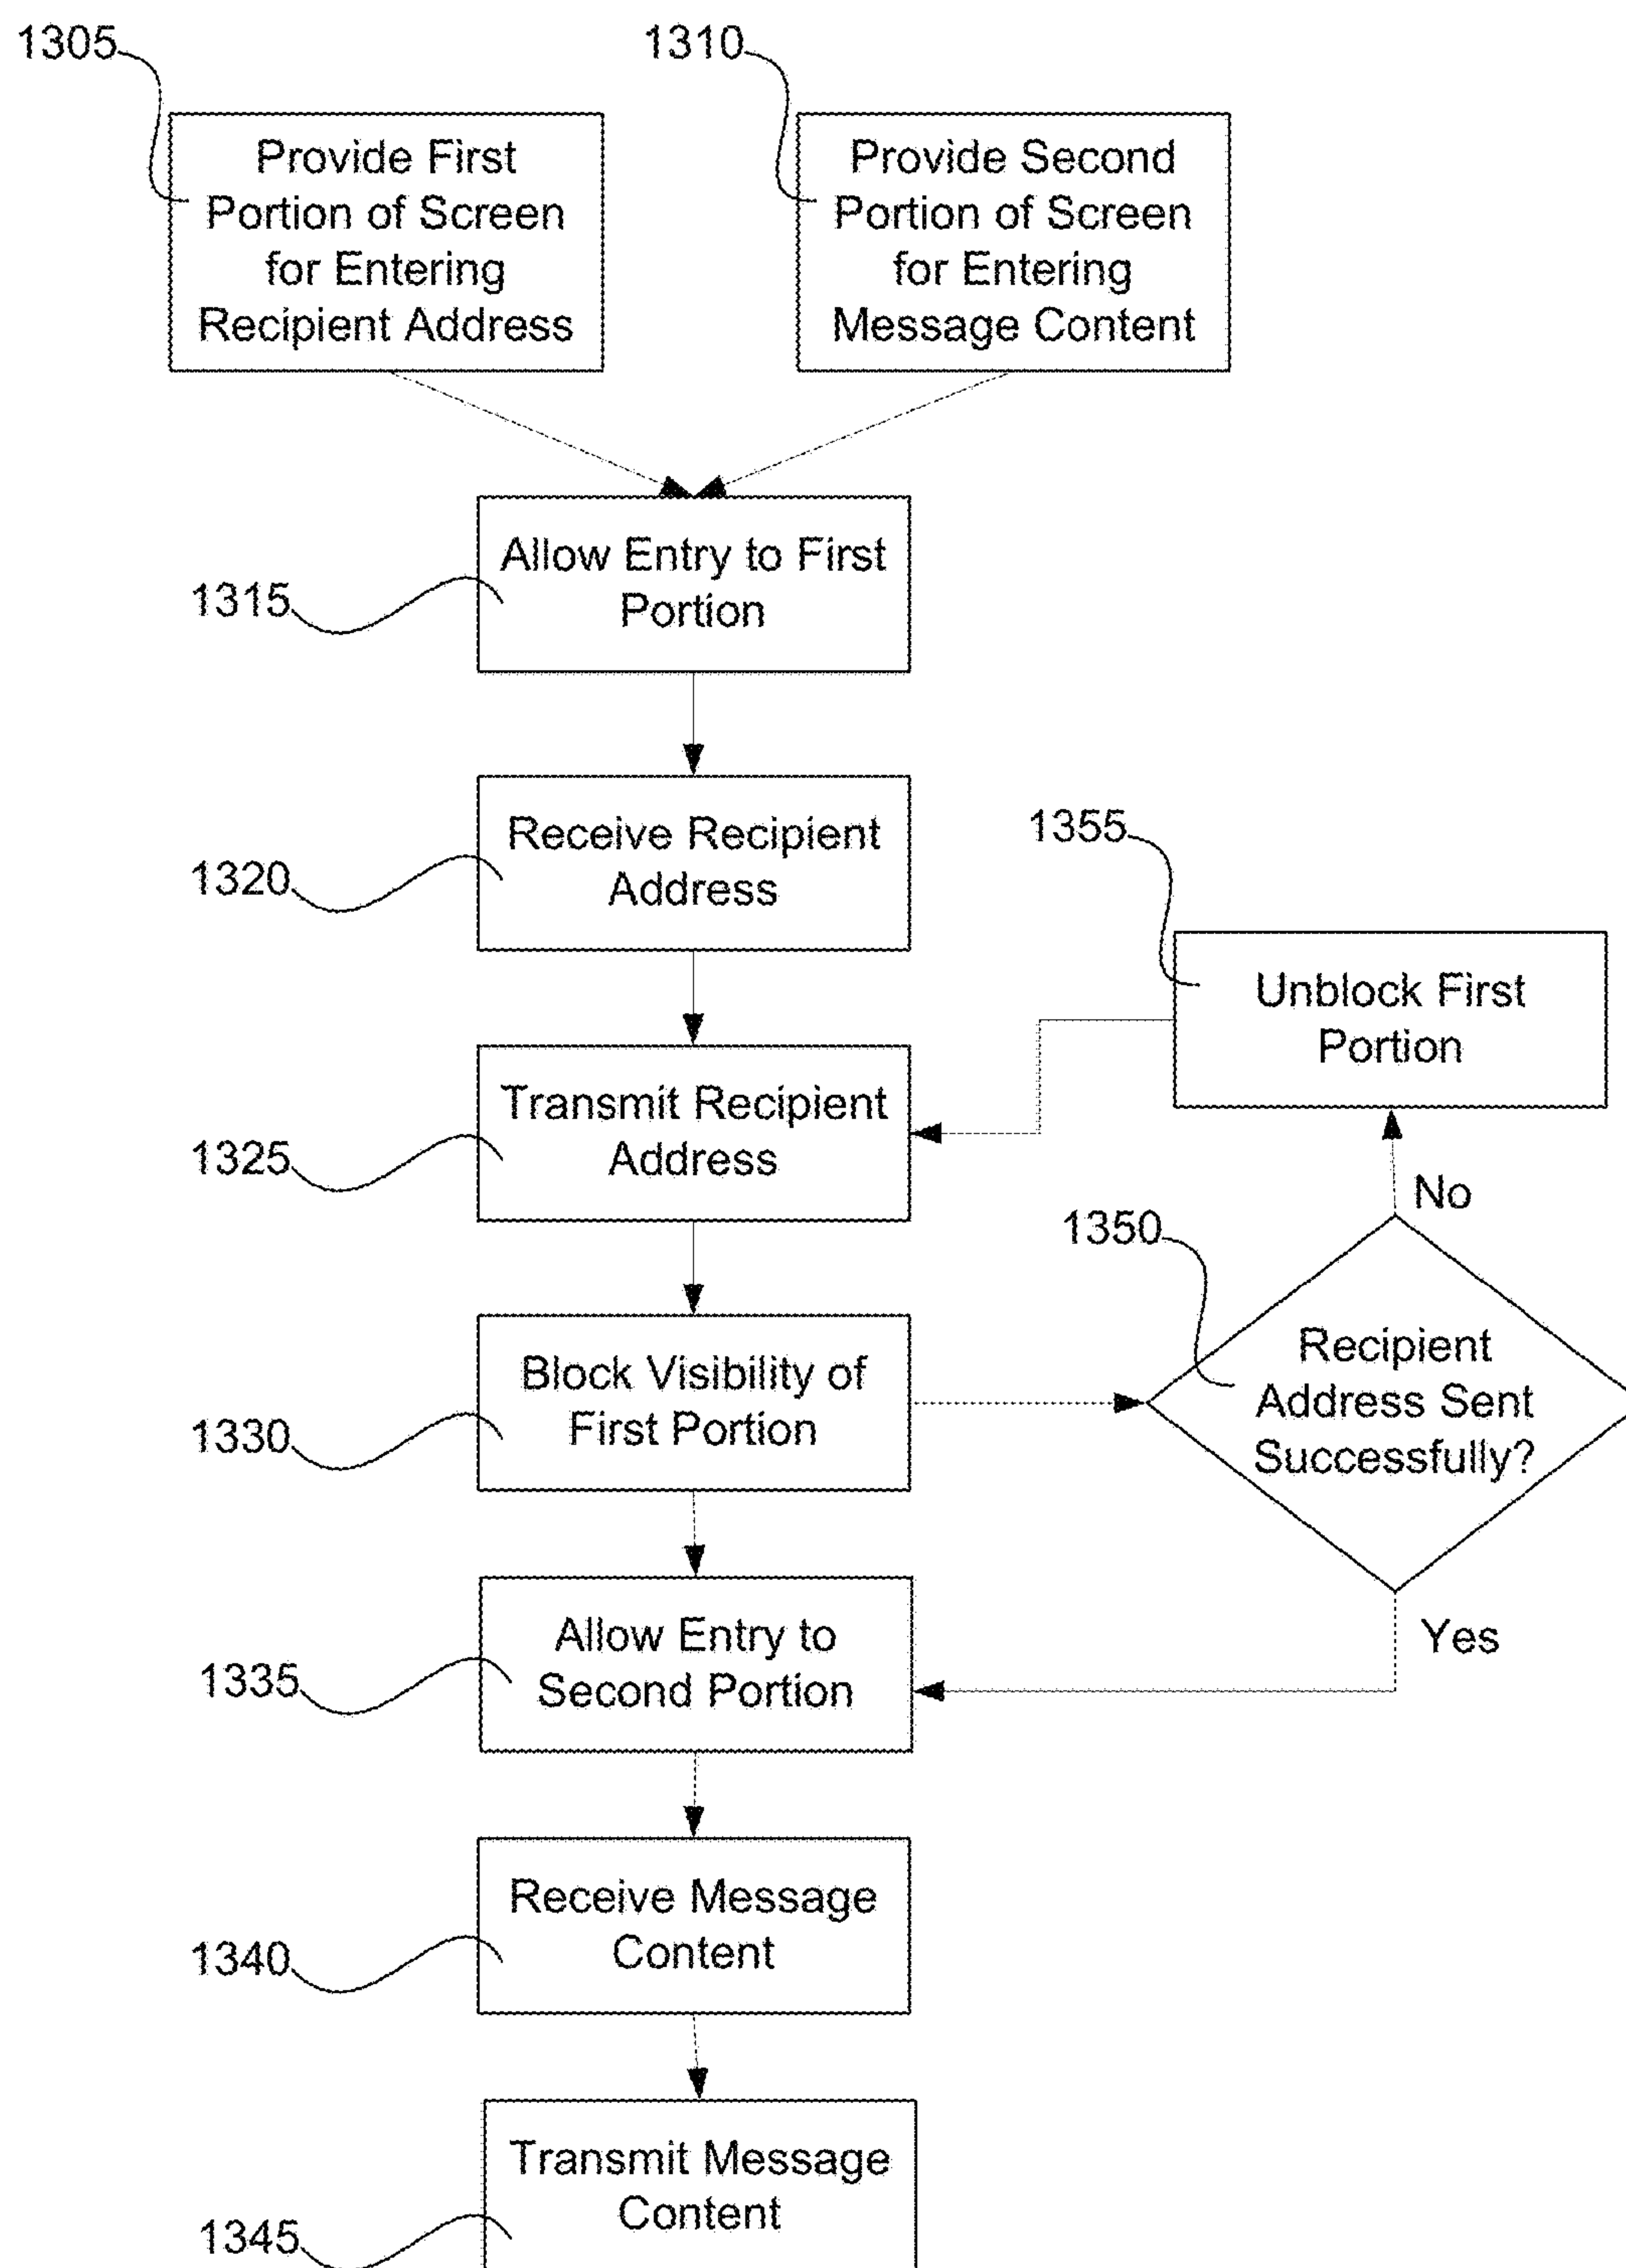 1305
1310
Provide First
Portion of Screen
for Entering
Recipient Address
Provide Second
Portion of Screen
for Entering
Message Content
1315
Allow Entry to First
Portion
1320
Receive Recipient
Address
1355
Unblock First
Portion
1325
Transmit Recipient
Address
No
1350
Recipient
Address Sent
Successfully?
1330
Block Visibility of
First Portion
Yes
1335
Allow Entry to
Second Portion
1340
Receive Message
Content
1345
Transmit Message
Content